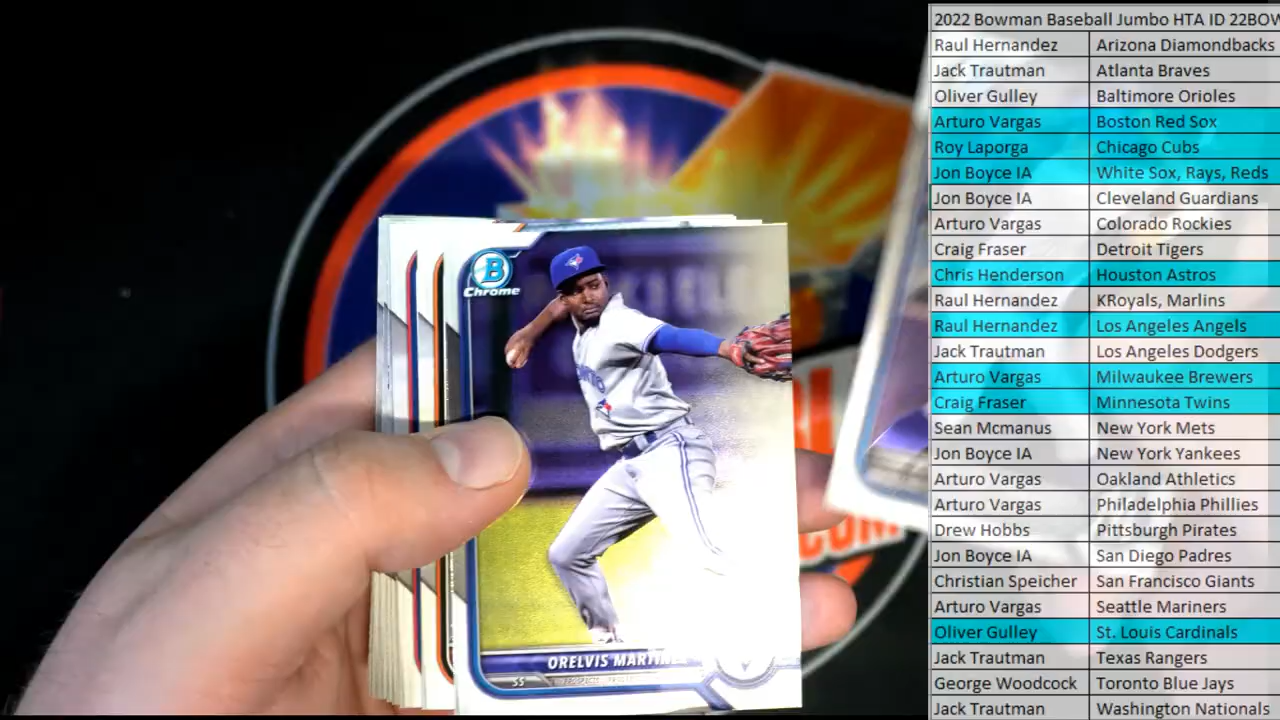 2022 Bowman Baseball Jumbo HTA ID 22BOW
Raul Hernandez Arizona Diamondbacks
Jack Trautman Atlanta Braves
Oliver Gulley Baltimore Orioles
Arturo Vargas Boston Red Sox
Roy Laporga Chicago Cubs
Jon Boyce IA White Sox, Rays, Reds
Jon Boyce IA Cleveland Guardians
Arturo Vargas Colorado Rockies
Craig Fraser Detroit Tigers
Chris Henderson Houston Astros
Raul Hernandez KRoyals, Marlins
Raul Hernandez Los Angeles Angels
Jack Trautman Los Angeles Dodgers
Arturo Vargas Milwaukee Brewers
Craig Fraser Minnesota Twins
Sean Mcmanus New York Mets
Jon Boyce IA New York Yankees
Arturo Vargas Oakland Athletics
Arturo Vargas Philadelphia Phillies
Drew Hobbs Pittsburgh Pirates
Jon Boyce IA San Diego Padres
Christian Speicher San Francisco Giants
Arturo Vargas Seattle Mariners
Oliver Gulley St. Louis Cardinals
Jack Trautman Texas Rangers
George Woodcock Toronto Blue Jays
Jack Trautman Washington Nationals
B
Chrome
ORELVIS
SS